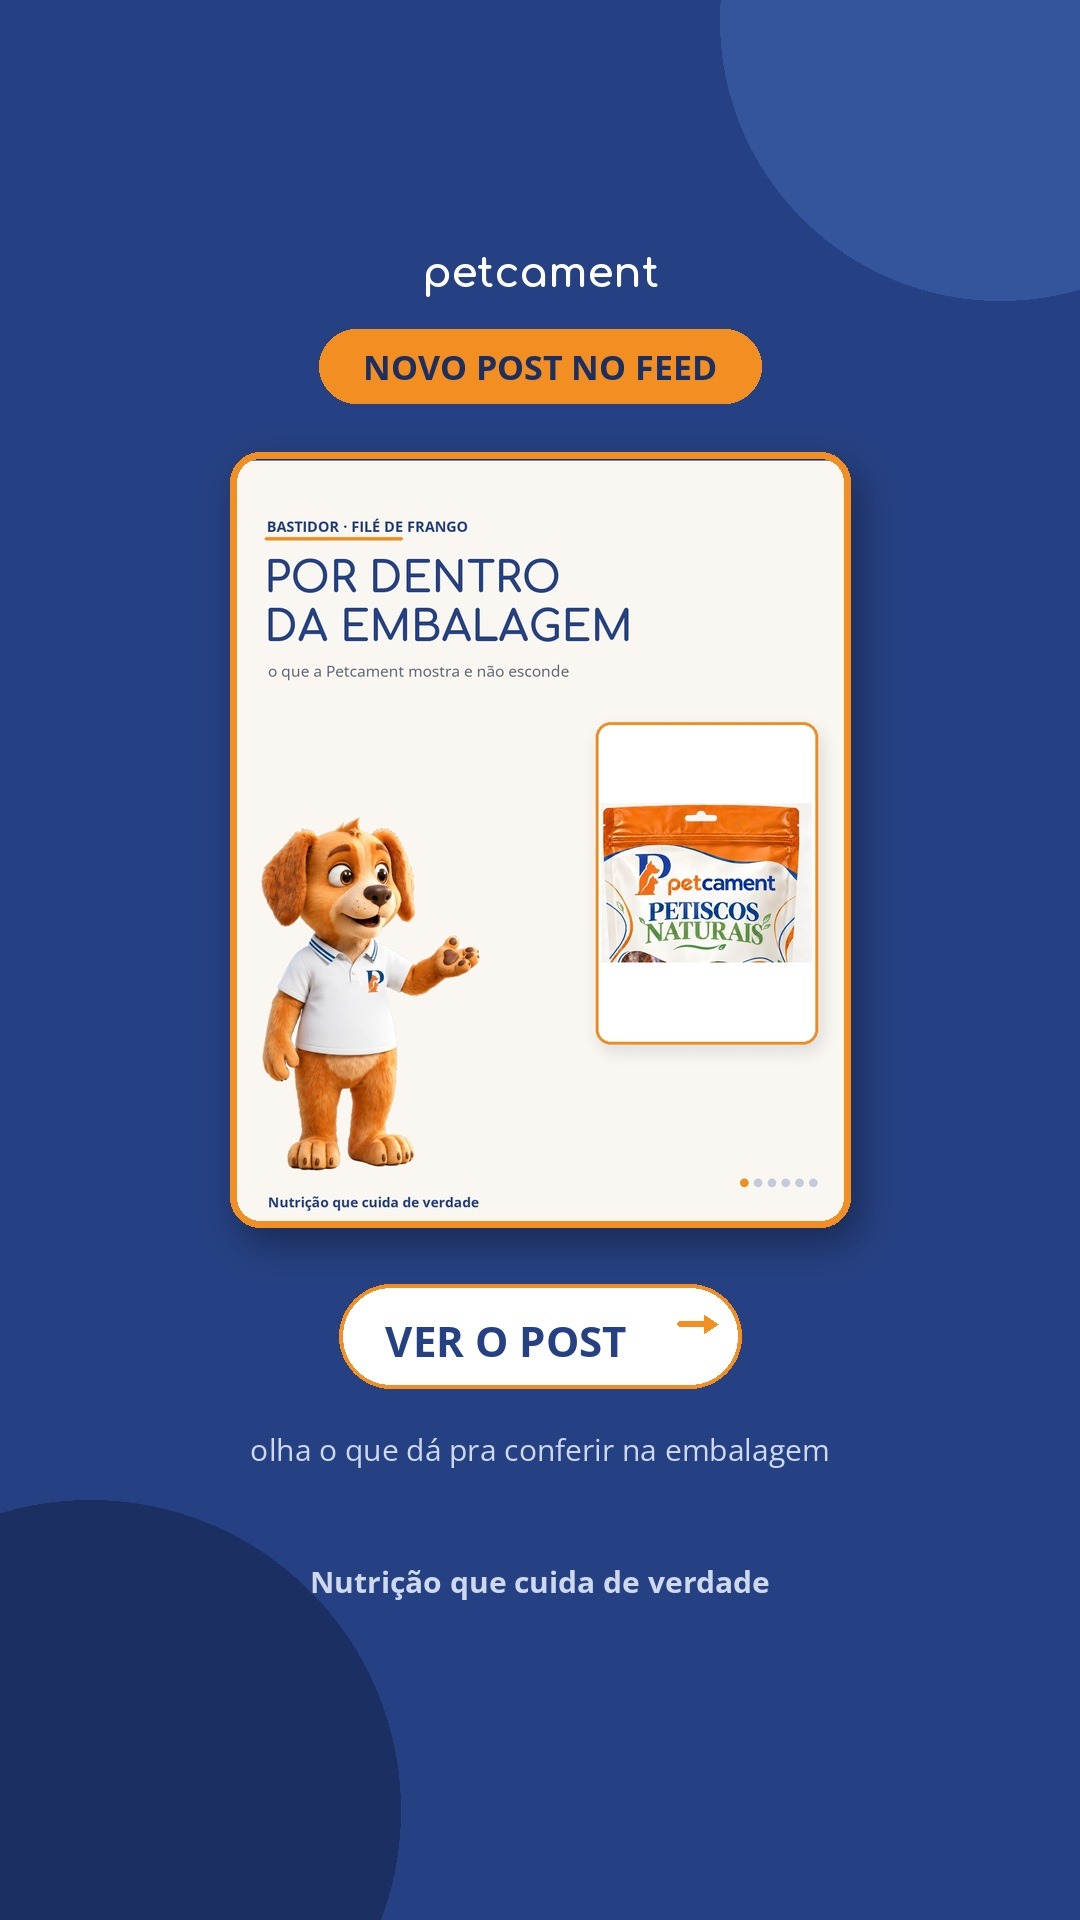 petcament
NOVO POST NO FEED
BASTIDOR · FILÉ DE FRANGO
POR DENTRO
DA EMBALAGEM
o que a Petcament mostra e não esconde
P
petcament
PETISCOS
NATURAIS
P
Nutrição que cuida de verdade
VER O POST
olha o que dá pra conferir na embalagem
Nutrição que cuida de verdade